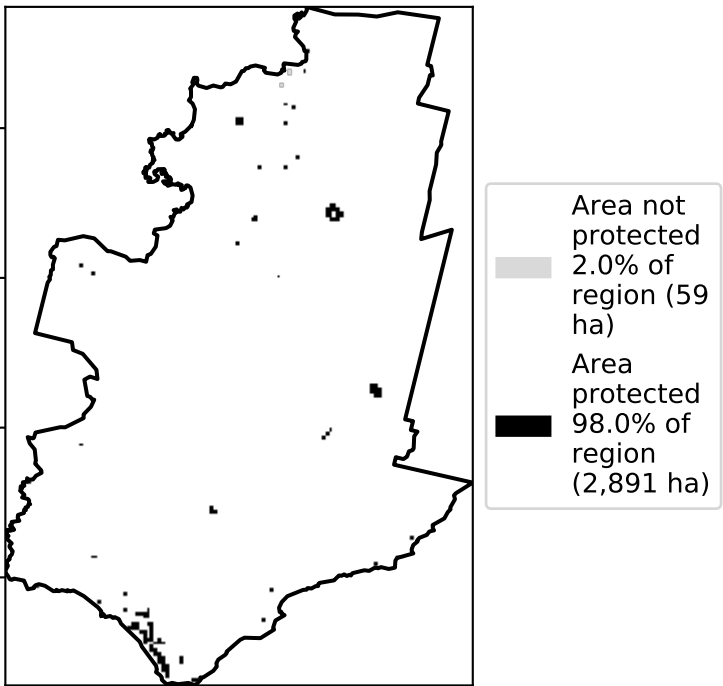 Area not
protected
2.0% of
region (59
ha)
Area
protected
98.0% of
region
(2,891 ha)